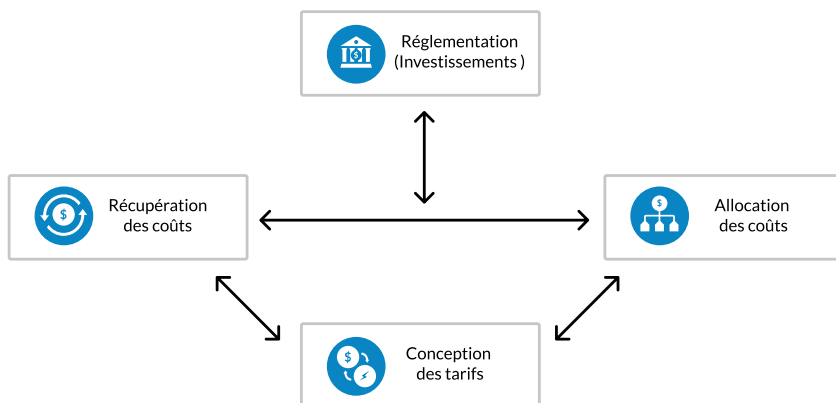 Réglementation
(Investissements )
Récupération
des coûts
Allocation
des coûts
Conception
des tarifs